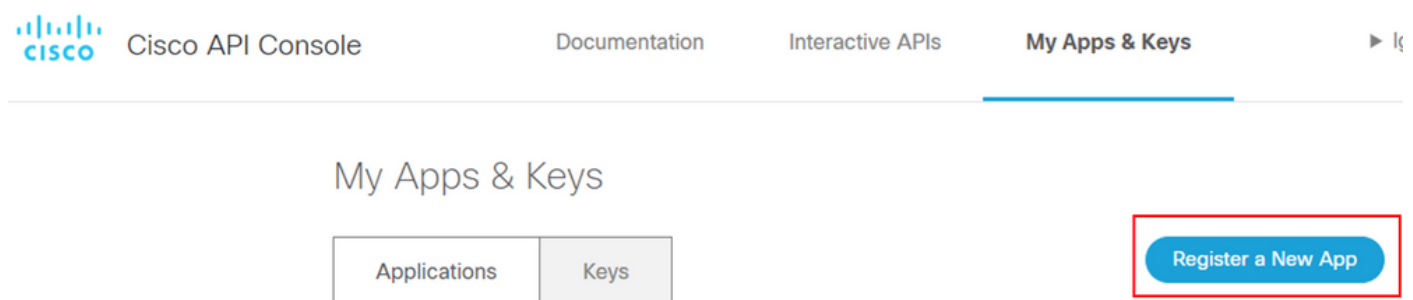 CISCO
Cisco API Console
Documentation
Interactive APIs
My Apps & Keys
My Apps & Keys
Applications
Keys
Register a New App